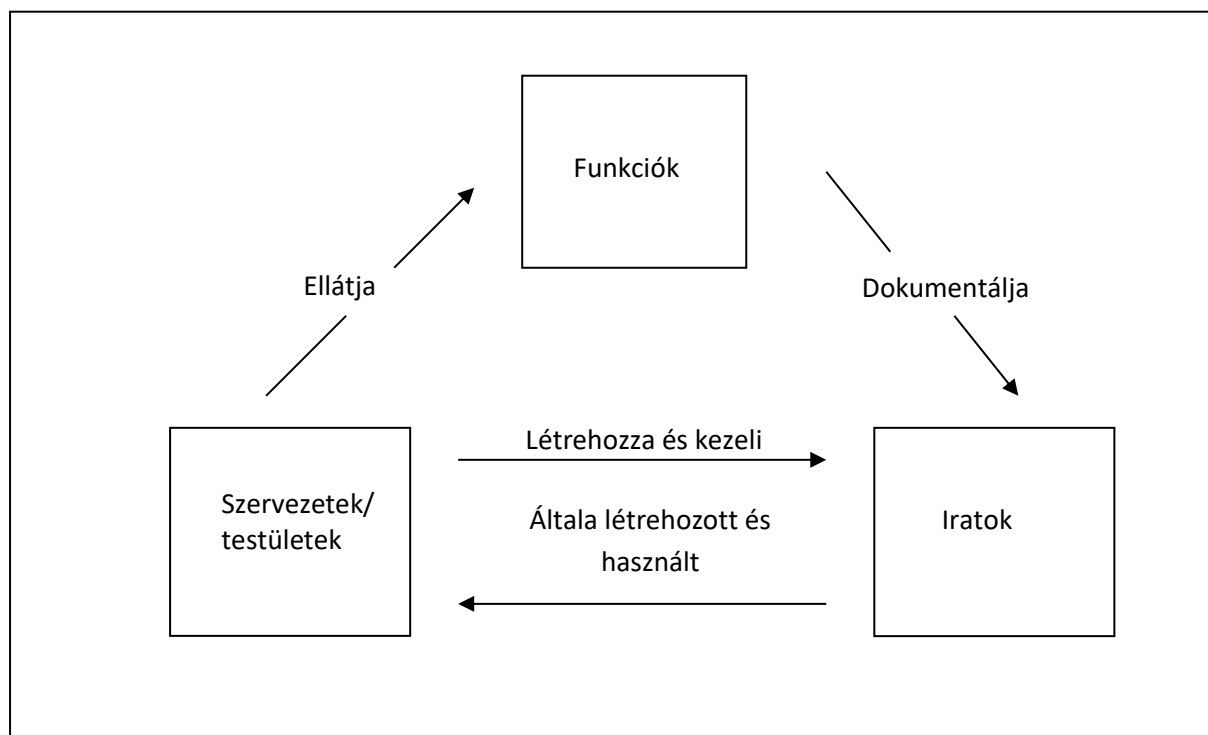 Funkciók
Ellátja
Dokumentálja
Létrehozza és kezeli
Szervezetek/
testületek
Általa létrehozott és
használt
Iratok